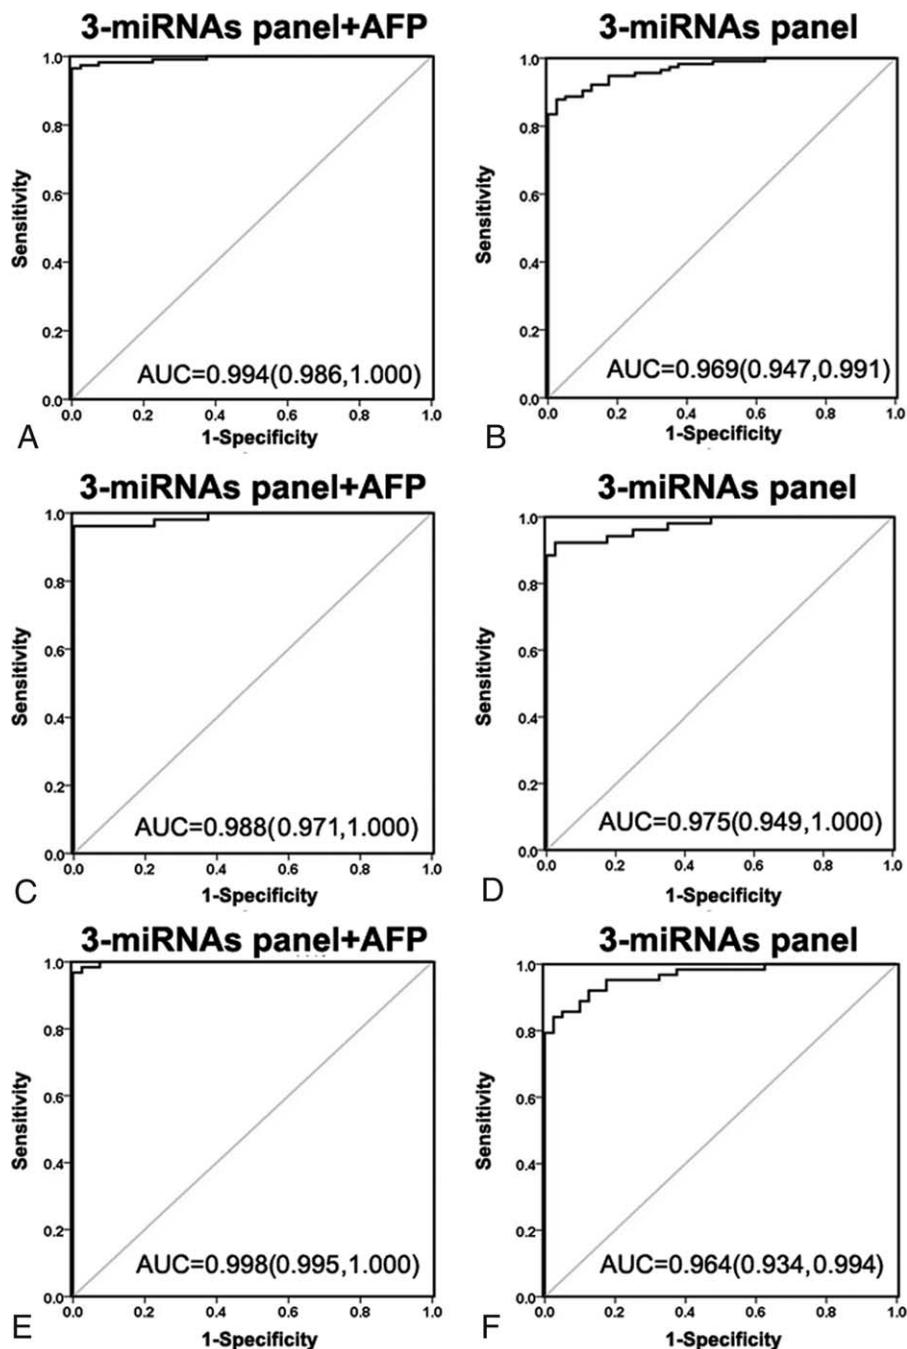 3-miRNAs panel+AFP
1.0
0.8
0.6
0.4
0.2
0.0
Sensitivity
AUC=0.994(0.986,1.000)
0.0 0.2 0.4 0.6 0.8 1.0
1-Specificity
A
3-miRNAs panel
1.0
0.8
0.6
0.4
0.2
0.0
Sensitivity
AUC=0.969(0.947,0.991)
0.0 0.2 0.4 0.6 0.8 1.0
1-Specificity
B
3-miRNAs panel+AFP
1.0
0.8
0.6
0.4
0.2
0.0
Sensitivity
AUC=0.988(0.971,1.000)
0.0 0.2 0.4 0.6 0.8 1.0
1-Specificity
C
3-miRNAs panel
1.0
0.8
0.6
0.4
0.2
0.0
Sensitivity
AUC=0.975(0.949,1.000)
0.0 0.2 0.4 0.6 0.8 1.0
1-Specificity
D
3-miRNAs panel+AFP
1.0
0.8
0.6
0.4
0.2
0.0
Sensitivity
AUC=0.998(0.995,1.000)
0.0 0.2 0.4 0.6 0.8 1.0
1-Specificity
E
3-miRNAs panel
1.0
0.8
0.6
0.4
0.2
0.0
Sensitivity
AUC=0.964(0.934,0.994)
0.0 0.2 0.4 0.6 0.8 1.0
1-Specificity
F